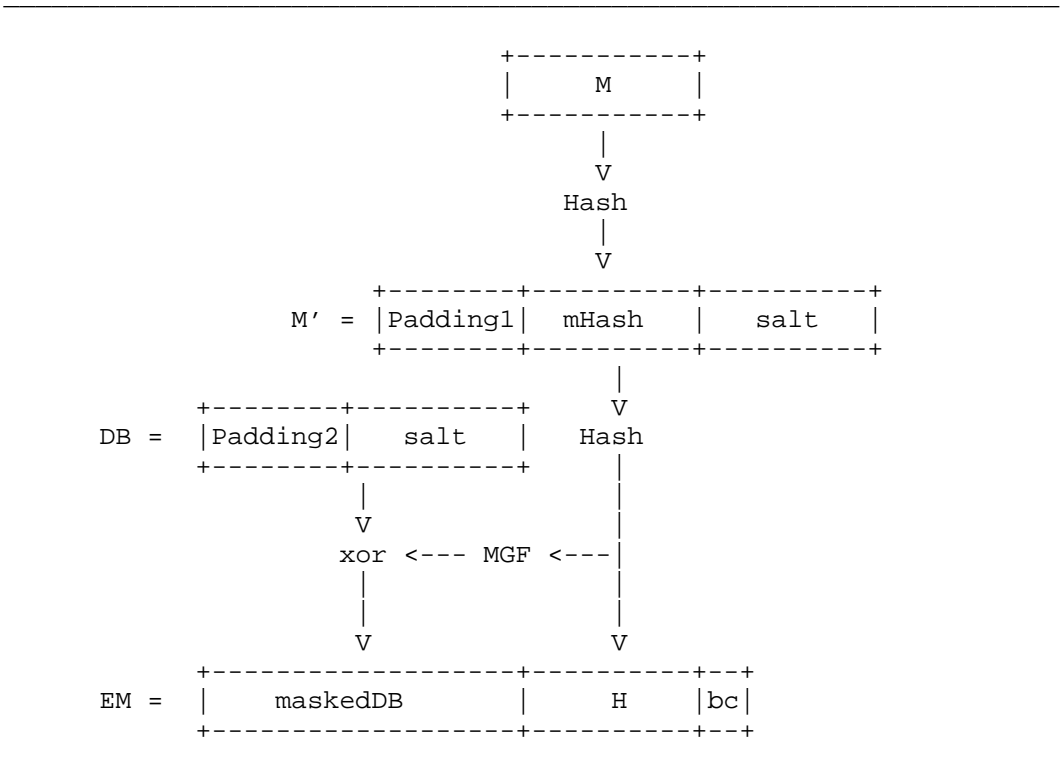 M
Hash
M' = |Padding1| mHash | salt |
DB = |Padding2| salt | Hash
xor <--- MGF <---|
EM = | maskedDB | H |bc|